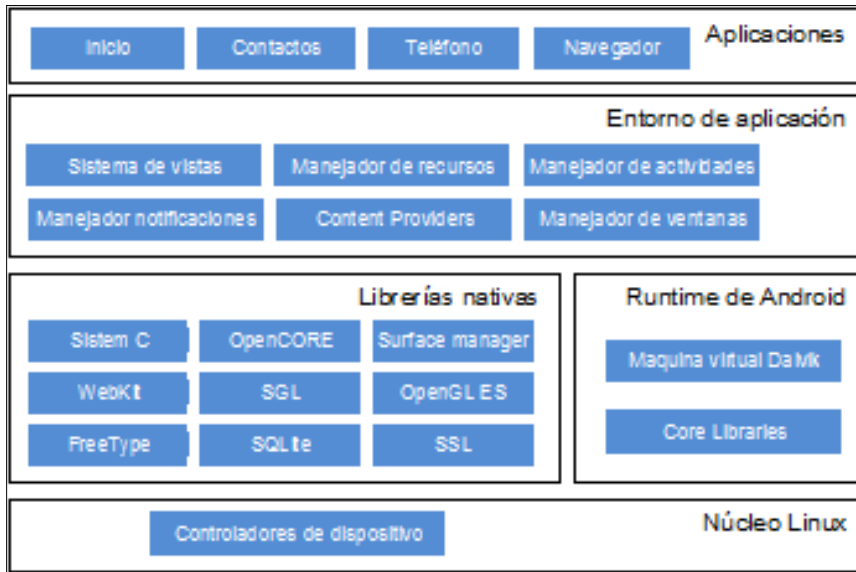 Aplicaciones
Inicio Contactos Teléfono Navegador
Entorno de aplicación
Sistema de vistas Manejador de recursos Manejador de actividades
Manejador notificaciones Content Providers Manejador de ventanas
Librerías nativas
Sistem C OpenCORE Surface manager
WebKit SGL OpenGL ES
FreeType SQLite SSL
Runtime de Android
Maquina virtual Dalvik
Core Libraries
Núcleo Linux
Controladores de dispositivo